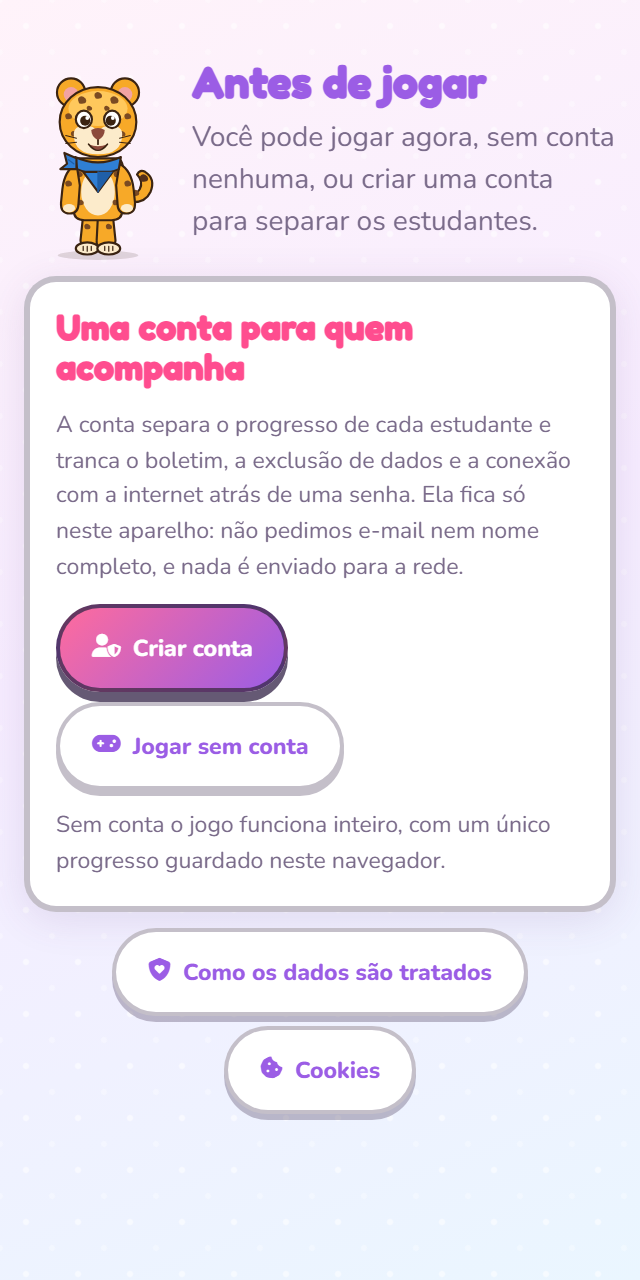 Antes de jogar
Você pode jogar agora, sem conta
nenhuma, ou criar uma conta
para separar os estudantes.
Uma conta para quem
acompanha
A conta separa o progresso de cada estudante e
tranca o boletim, a exclusão de dados e a conexão
com a internet atrás de uma senha. Ela fica só
neste aparelho: não pedimos e-mail nem nome
completo, e nada é enviado para a rede.
Criar conta
Jogar sem conta
Sem conta o jogo funciona inteiro, com um único
progresso guardado neste navegador.
Como os dados são tratados
Cookies